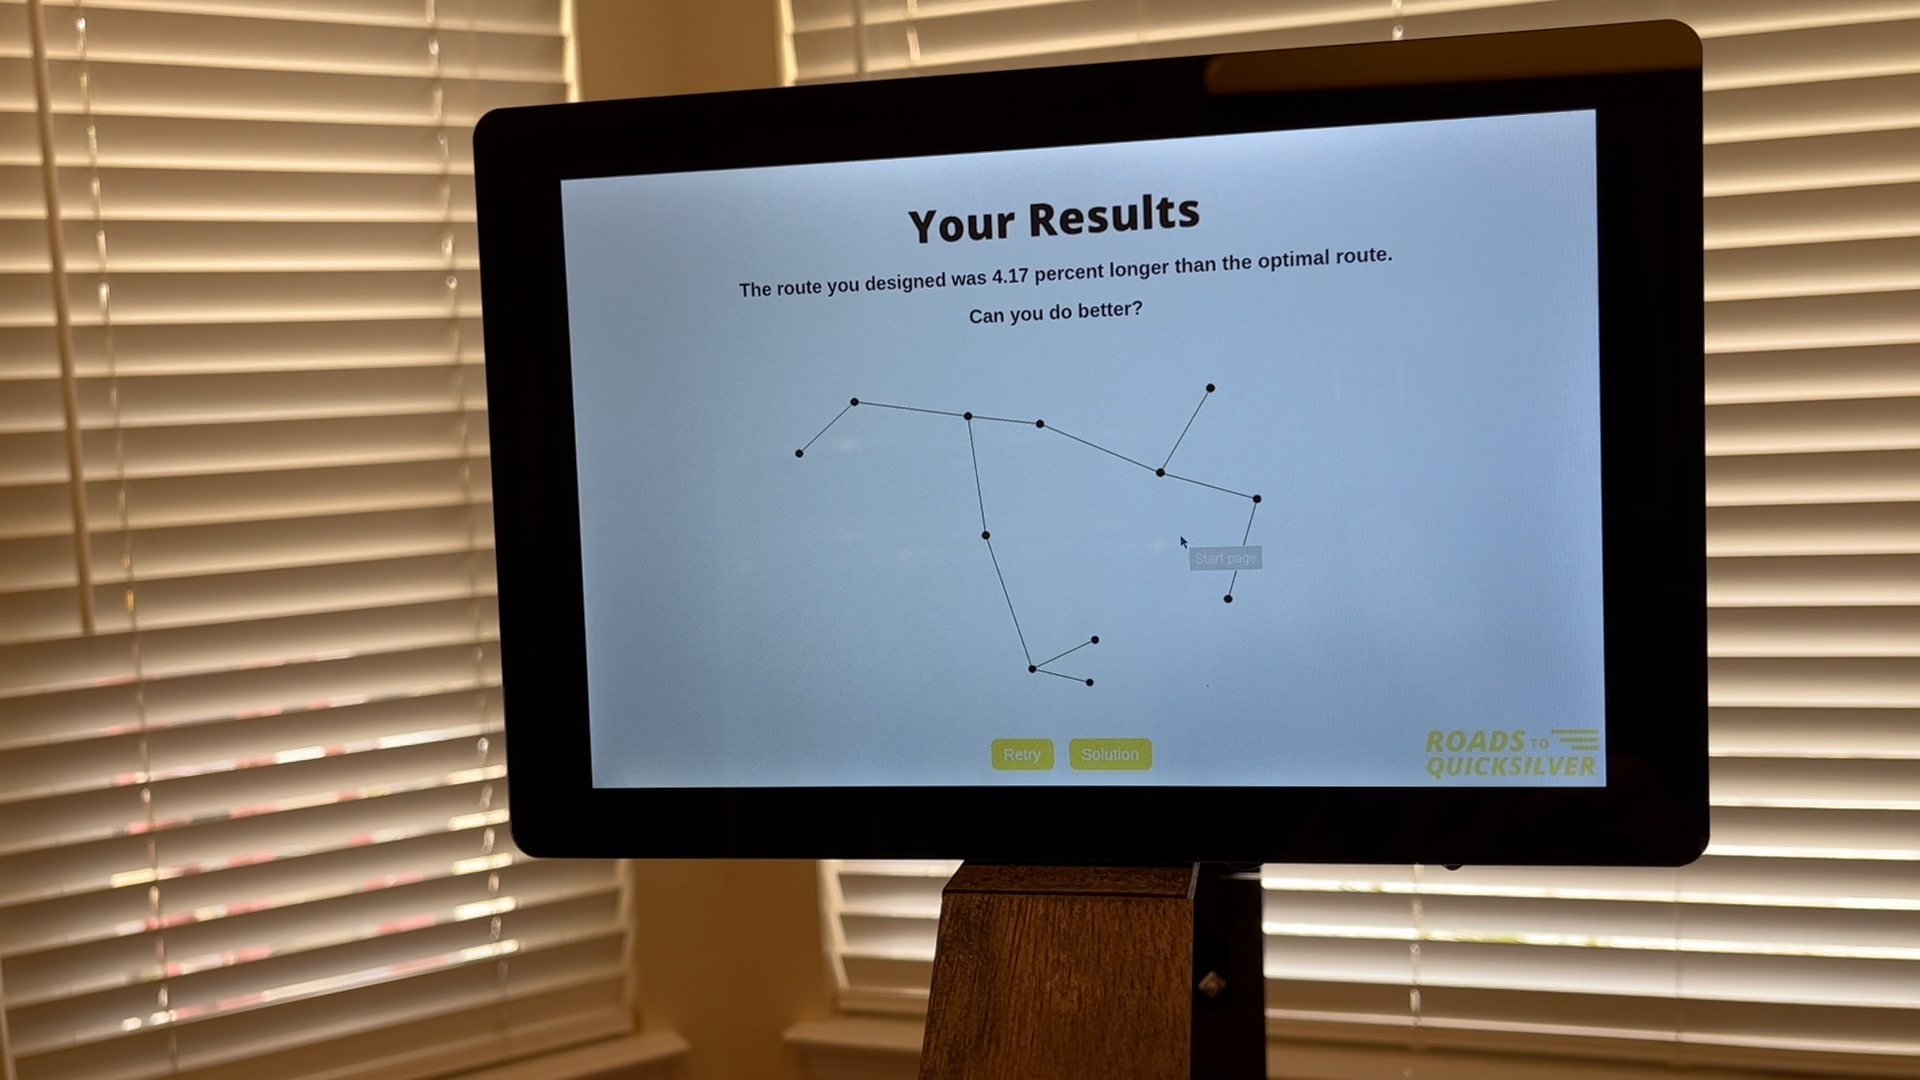 Your Results
The route you designed was 4.17 percent longer than the optimal route.
Can you do better?
Start page
Retry
Solution
ROADS TO
QUICKSILVER